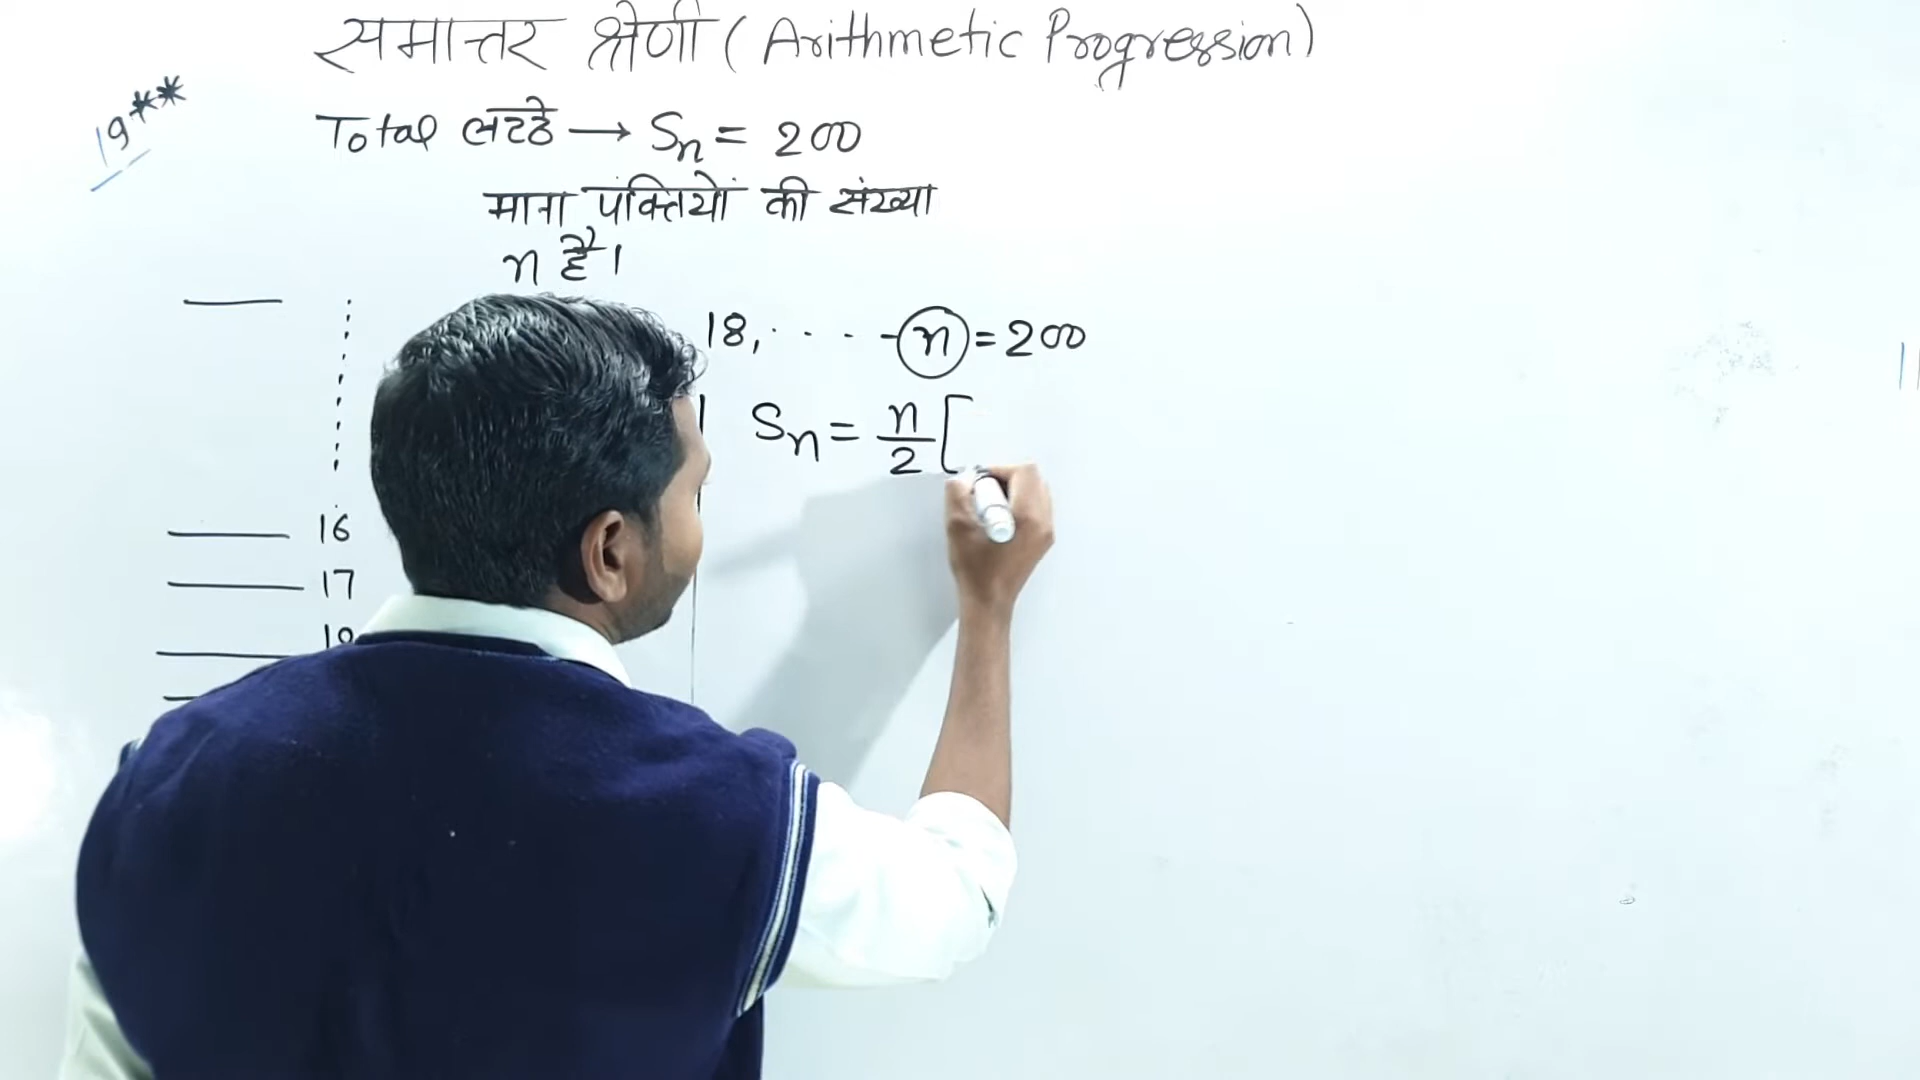 समान्तर श्रेणी (Arithmetic Progression)
19**
Total लट्ठे → Sn = 200
माना पंक्तियों की संख्या
n है।
18, . . . . - n = 200
Sn = n/2 [
16
17